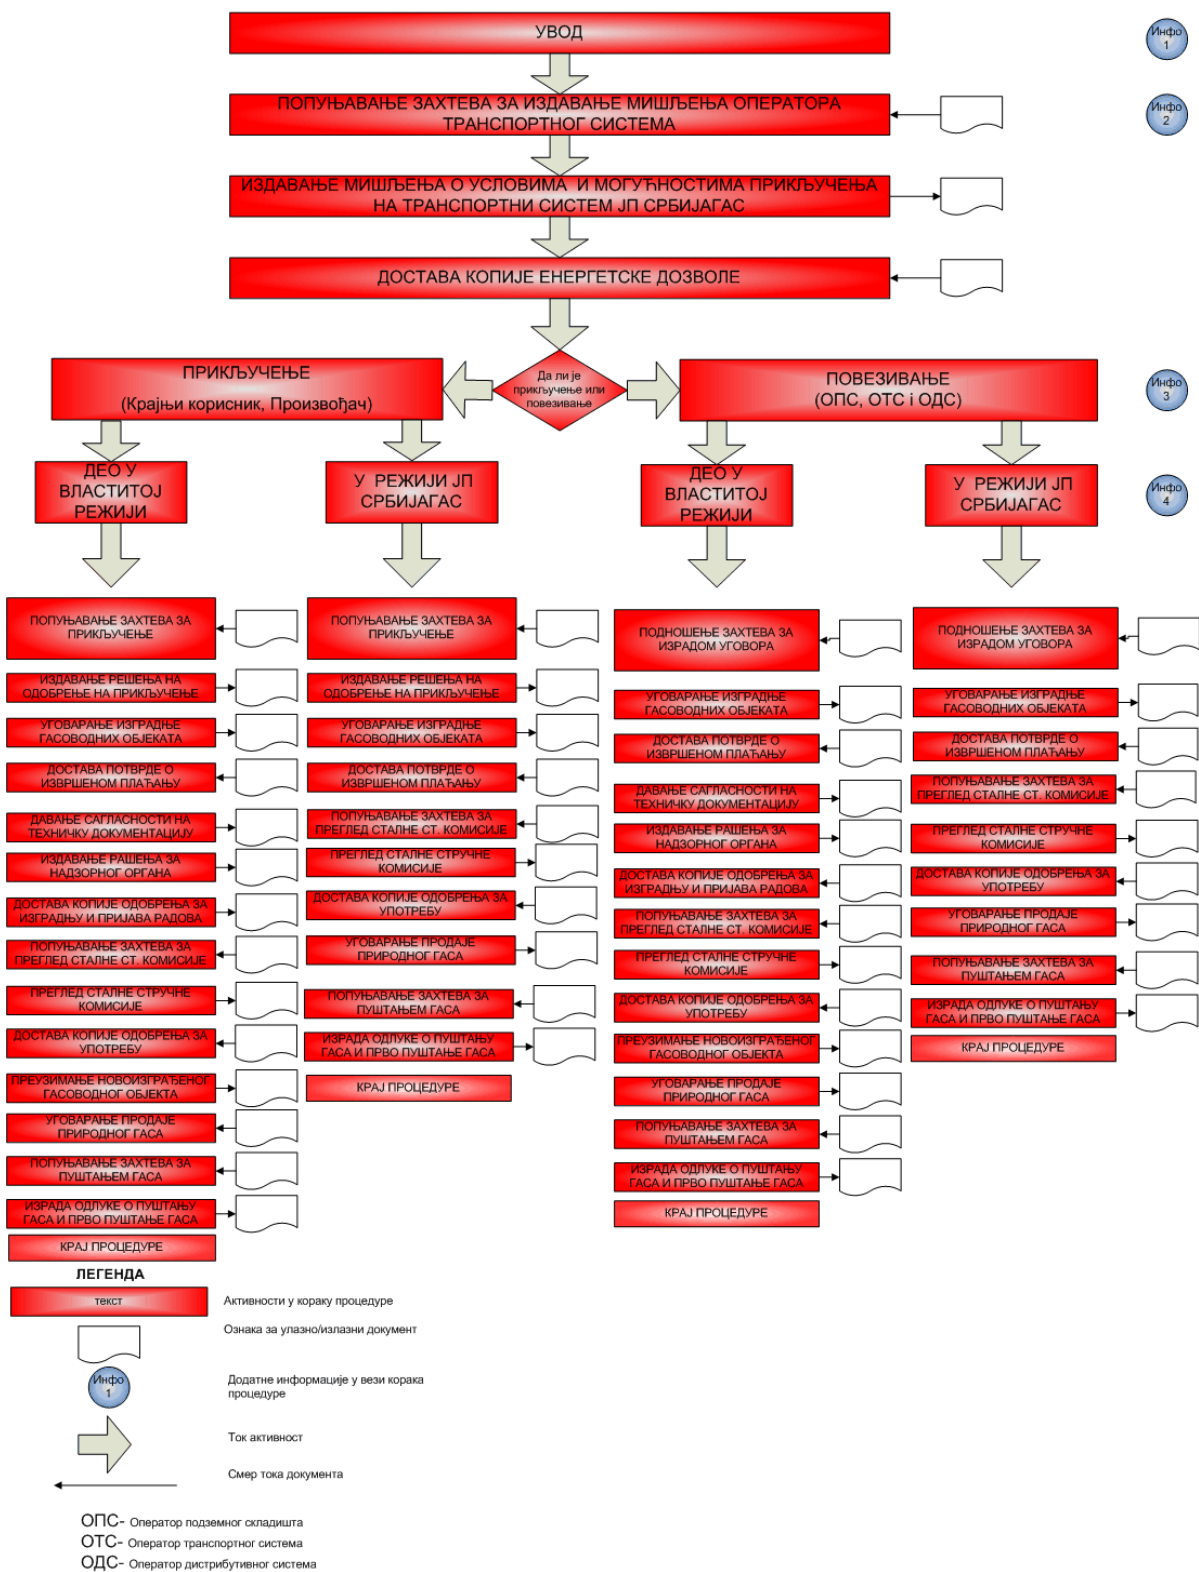 УВОД
Инфо
1
ПОПУЊАВАЊЕ ЗАХТЕВА ЗА ИЗДАВАЊЕ МИШЉЕЊА ОПЕРАТОРА
ТРАНСПОРТНОГ СИСТЕМА
Инфо
2
ИЗДАВАЊЕ МИШЉЕЊА О УСЛОВИМА И МОГУЋНОСТИМА ПРИКЉУЧЕЊА
НА ТРАНСПОРТНИ СИСТЕМ ЈП СРБИЈАГАС
ДОСТАВА КОПИЈЕ ЕНЕРГЕТСКЕ ДОЗВОЛЕ
ПРИКЉУЧЕЊЕ
(Крајњи корисник, Произвођач)
Да ли је
прикључење или
повезивање
ПОВЕЗИВАЊЕ
(ОПС, ОТС і ОДС)
Инфо
3
ДЕО У
ВЛАСТИТОЈ
РЕЖИЈИ
У РЕЖИЈИ ЈП
СРБИЈАГАС
ДЕО У
ВЛАСТИТОЈ
РЕЖИЈИ
У РЕЖИЈИ ЈП
СРБИЈАГАС
Инфо
4
ПОПУЊАВАЊЕ ЗАХТЕВА ЗА
ПРИКЉУЧЕЊЕ
ИЗДАВАЊЕ РЕШЕЊА НА
ОДОБРЕЊЕ НА ПРИКЉУЧЕЊЕ
УГОВАРАЊЕ ИЗГРАДЊЕ
ГАСОВОДНИХ ОБЈЕКАТА
ДОСТАВА ПОТВРДЕ О
ИЗВРШЕНОМ ПЛАЋАЊУ
ДАВАЊЕ САГЛАСНОСТИ НА
ТЕХНИЧКУ ДОКУМЕНТАЦИЈУ
ИЗДАВАЊЕ РАШЕЊА ЗА
НАДЗОРНОГ ОРГАНА
ДОСТАВА КОПИЈЕ ОДОБРЕЊА ЗА
ИЗГРАДЊУ И ПРИЈАВА РАДОВА
ПОПУЊАВАЊЕ ЗАХТЕВА ЗА
ПРЕГЛЕД СТАЛНЕ СТ. КОМИСИЈЕ
ПРЕГЛЕД СТАЛНЕ СТРУЧНЕ
КОМИСИЈЕ
ДОСТАВА КОПИЈЕ ОДОБРЕЊА ЗА
УПОТРЕБУ
ПРЕУЗИМАЊЕ НОВОИЗГРАЂЕНОГ
ГАСОВОДНОГ ОБЈЕКТА
УГОВАРАЊЕ ПРОДАЈЕ
ПРИРОДНОГ ГАСА
ПОПУЊАВАЊЕ ЗАХТЕВА ЗА
ПУШТАЊЕМ ГАСА
ИЗРАДА ОДЛУКЕ О ПУШТАЊУ
ГАСА И ПРВО ПУШТАЊЕ ГАСА
КРАЈ ПРОЦЕДУРЕ
ПОПУЊАВАЊЕ ЗАХТЕВА ЗА
ПРИКЉУЧЕЊЕ
ИЗДАВАЊЕ РЕШЕЊА НА
ОДОБРЕЊЕ НА ПРИКЉУЧЕЊЕ
УГОВАРАЊЕ ИЗГРАДЊЕ
ГАСОВОДНИХ ОБЈЕКАТА
ДОСТАВА ПОТВРДЕ О
ИЗВРШЕНОМ ПЛАЋАЊУ
ПОПУЊАВАЊЕ ЗАХТЕВА ЗА
ПРЕГЛЕД СТАЛНЕ СТ. КОМИСИЈЕ
ПРЕГЛЕД СТАЛНЕ СТРУЧНЕ
КОМИСИЈЕ
ДОСТАВА КОПИЈЕ ОДОБРЕЊА ЗА
УПОТРЕБУ
УГОВАРАЊЕ ПРОДАЈЕ
ПРИРОДНОГ ГАСА
ПОПУЊАВАЊЕ ЗАХТЕВА ЗА
ПУШТАЊЕМ ГАСА
ИЗРАДА ОДЛУКЕ О ПУШТАЊУ
ГАСА И ПРВО ПУШТАЊЕ ГАСА
КРАЈ ПРОЦЕДУРЕ
ПОДНОШЕЊЕ ЗАХТЕВА ЗА
ИЗРАДОМ УГОВОРА
УГОВАРАЊЕ ИЗГРАДЊЕ
ГАСОВОДНИХ ОБЈЕКАТА
ДОСТАВА ПОТВРДЕ О
ИЗВРШЕНОМ ПЛАЋАЊУ
ДАВАЊЕ САГЛАСНОСТИ НА
ТЕХНИЧКУ ДОКУМЕНТАЦИЈУ
ИЗДАВАЊЕ РАШЕЊА ЗА
НАДЗОРНОГ ОРГАНА
ДОСТАВА КОПИЈЕ ОДОБРЕЊА ЗА
ИЗГРАДЊУ И ПРИЈАВА РАДОВА
ПОПУЊАВАЊЕ ЗАХТЕВА ЗА
ПРЕГЛЕД СТАЛНЕ СТ. КОМИСИЈЕ
ПРЕГЛЕД СТАЛНЕ СТРУЧНЕ
КОМИСИЈЕ
ДОСТАВА КОПИЈЕ ОДОБРЕЊА ЗА
УПОТРЕБУ
ПРЕУЗИМАЊЕ НОВОИЗГРАЂЕНОГ
ГАСОВОДНОГ ОБЈЕКТА
УГОВАРАЊЕ ПРОДАЈЕ
ПРИРОДНОГ ГАСА
ПОПУЊАВАЊЕ ЗАХТЕВА ЗА
ПУШТАЊЕМ ГАСА
ИЗРАДА ОДЛУКЕ О ПУШТАЊУ
ГАСА И ПРВО ПУШТАЊЕ ГАСА
КРАЈ ПРОЦЕДУРЕ
ПОДНОШЕЊЕ ЗАХТЕВА ЗА
ИЗРАДОМ УГОВОРА
УГОВАРАЊЕ ИЗГРАДЊЕ
ГАСОВОДНИХ ОБЈЕКАТА
ДОСТАВА ПОТВРДЕ О
ИЗВРШЕНОМ ПЛАЋАЊУ
ПОПУЊАВАЊЕ ЗАХТЕВА ЗА
ПРЕГЛЕД СТАЛНЕ СТ. КОМИСИЈЕ
ПРЕГЛЕД СТАЛНЕ СТРУЧНЕ
КОМИСИЈЕ
ДОСТАВА КОПИЈЕ ОДОБРЕЊА ЗА
УПОТРЕБУ
УГОВАРАЊЕ ПРОДАЈЕ
ПРИРОДНОГ ГАСА
ПОПУЊАВАЊЕ ЗАХТЕВА ЗА
ПУШТАЊЕМ ГАСА
ИЗРАДА ОДЛУКЕ О ПУШТАЊУ
ГАСА И ПРВО ПУШТАЊЕ ГАСА
КРАЈ ПРОЦЕДУРЕ
ЛЕГЕНДА
текст
Активности у кораку процедуре
Ознака за улазно/излазни документ
Инфо
1
Додатне информације у вези корака
процедуре
Ток активност
Смер тока документа
ОПС- Оператор подземног складишта
ОТС- Оператор транспортног система
ОДС- Оператор дистрибутивног система